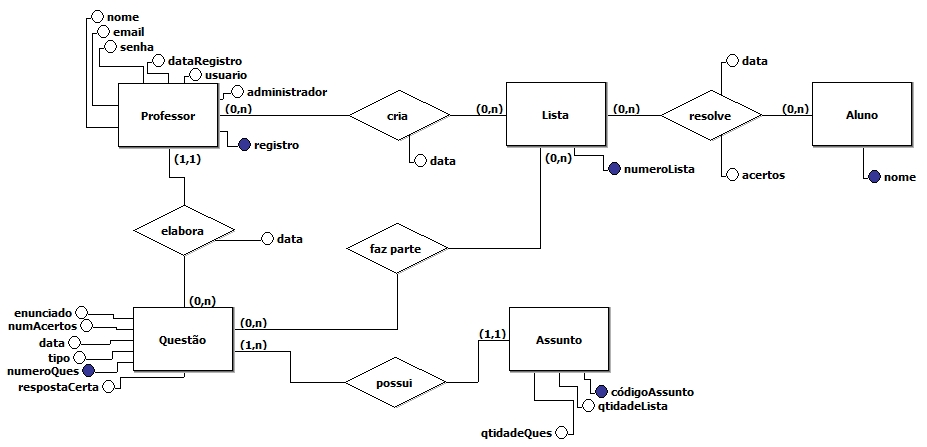 nome
email
senha
dataRegistro
usuario
administrador
Professor
(0,n)
cria
(0,n)
Lista
(0,n)
resolve
(0,n)
Aluno
data
registro
(1,1)
data
(0,n)
numeroLista
acertos
nome
elabora
data
faz parte
(0,n)
enunciado
numAcertos
data
tipo
numeroQues
respostaCerta
Questão
(0,n)
(1,n)
possui
(1,1)
Assunto
códigoAssunto
qtidadeLista
qtidadeQues